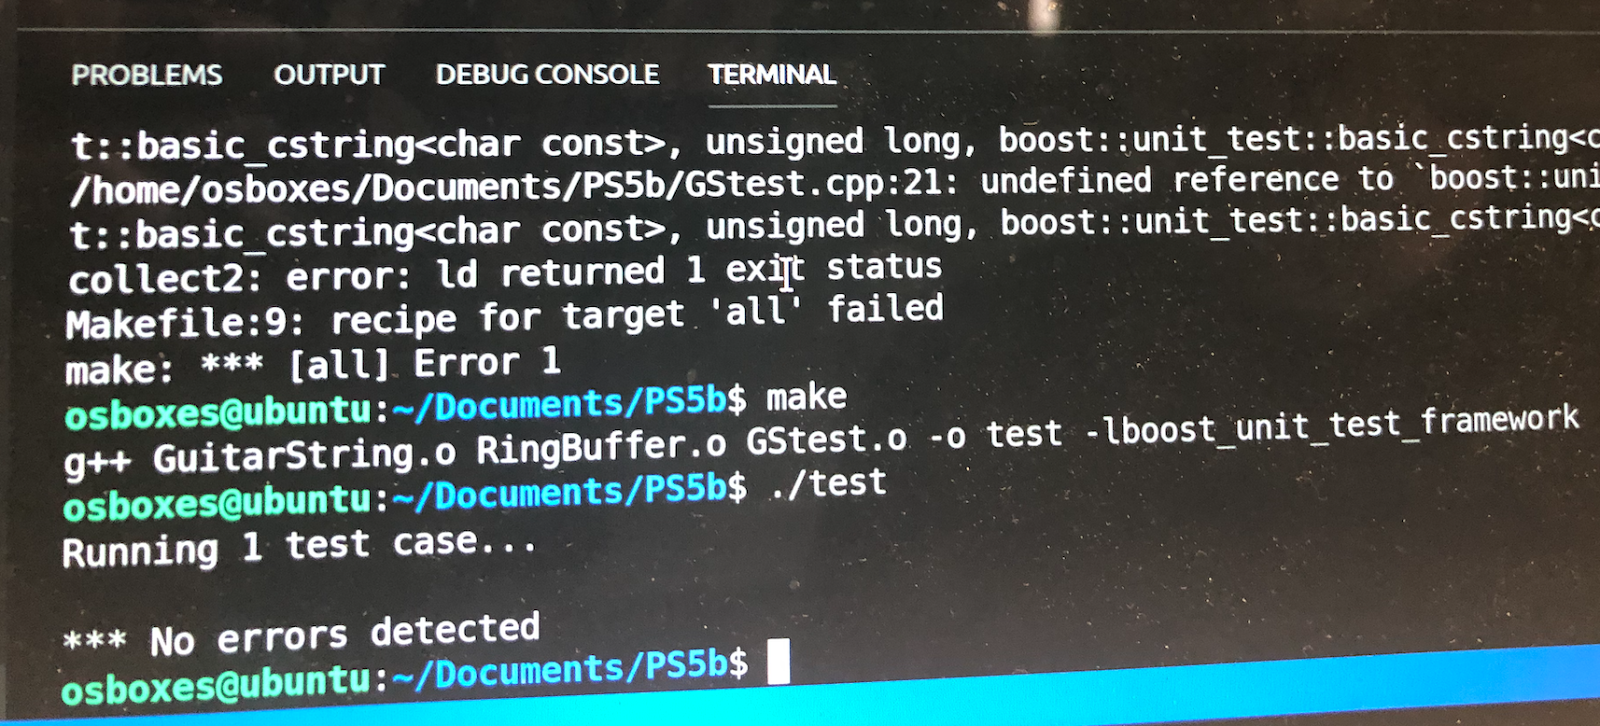 PROBLEMS OUTPUT DEBUG CONSOLE TERMINAL
t::basic_cstring<char const>, unsigned long, boost::unit_test::basic_cstring<c
/home/osboxes/Documents/PS5b/GStest.cpp:21: undefined reference to `boost::uni
t::basic_cstring<char const>, unsigned long, boost::unit_test::basic_cstring<c
collect2: error: ld returned 1 exit status
Makefile:9: recipe for target 'all' failed
make: *** [all] Error 1
osboxes@ubuntu:~/Documents/PS5b$ make
g++ GuitarString.o RingBuffer.o GStest.o -o test -lboost_unit_test_framework
osboxes@ubuntu:~/Documents/PS5b$ ./test
Running 1 test case...
*** No errors detected
osboxes@ubuntu:~/Documents/PS5b$